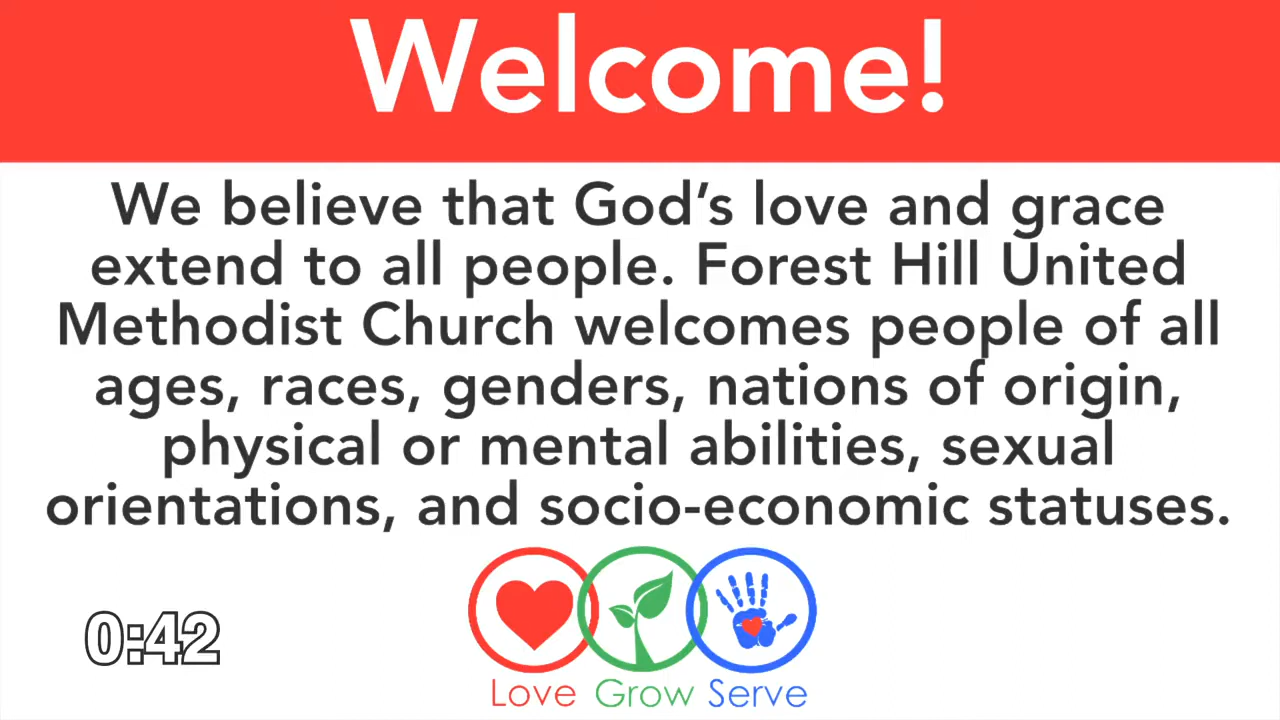 Welcome!
We believe that God’s love and grace
extend to all people. Forest Hill United
Methodist Church welcomes people of all
ages, races, genders, nations of origin,
physical or mental abilities, sexual
orientations, and socio-economic statuses.
0:42
Love Grow Serve